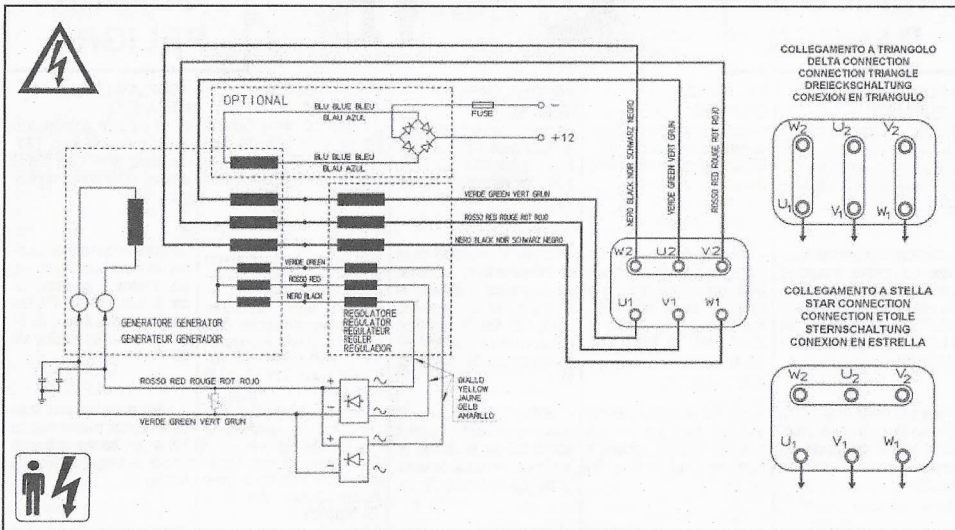 OPTIONAL
BLU BLUE BLEU
BLAU AZUL
BLU BLUE BLEU
BLAU AZUL
FUSE
–
+12
NERO BLACK NOIR SCHWARZ NEGRO
VERDE GREEN VERT GRUN
ROSSO RED ROUGE ROT ROJO
VERDE GREEN VERT GRUN
ROSSO RED ROUGE ROT ROJO
NERO BLACK NOIR SCHWARZ NEGRO
VERDE GREEN
ROSSO RED
NERO BLACK
GENERATORE GENERATOR
GENERATEUR GENERADOR
REGOLATORE
REGULATOR
REGULATEUR
REGLER
REGULADOR
ROSSO RED ROUGE ROT ROJO
VERDE GREEN VERT GRUN
+
–
+
–
GIALLO
YELLOW
JAUNE
GELB
AMARILLO
W2 U2 V2
U1 V1 W1
COLLEGAMENTO A TRIANGOLO
DELTA CONNECTION
CONNECTION TRIANGLE
DREIECKSCHALTUNG
CONEXION EN TRIANGULO
W2 U2 V2
U1 V1 W1
COLLEGAMENTO A STELLA
STAR CONNECTION
CONNECTION ETOILE
STERNSCHALTUNG
CONEXION EN ESTRELLA
W2 U2 V2
U1 V1 W1